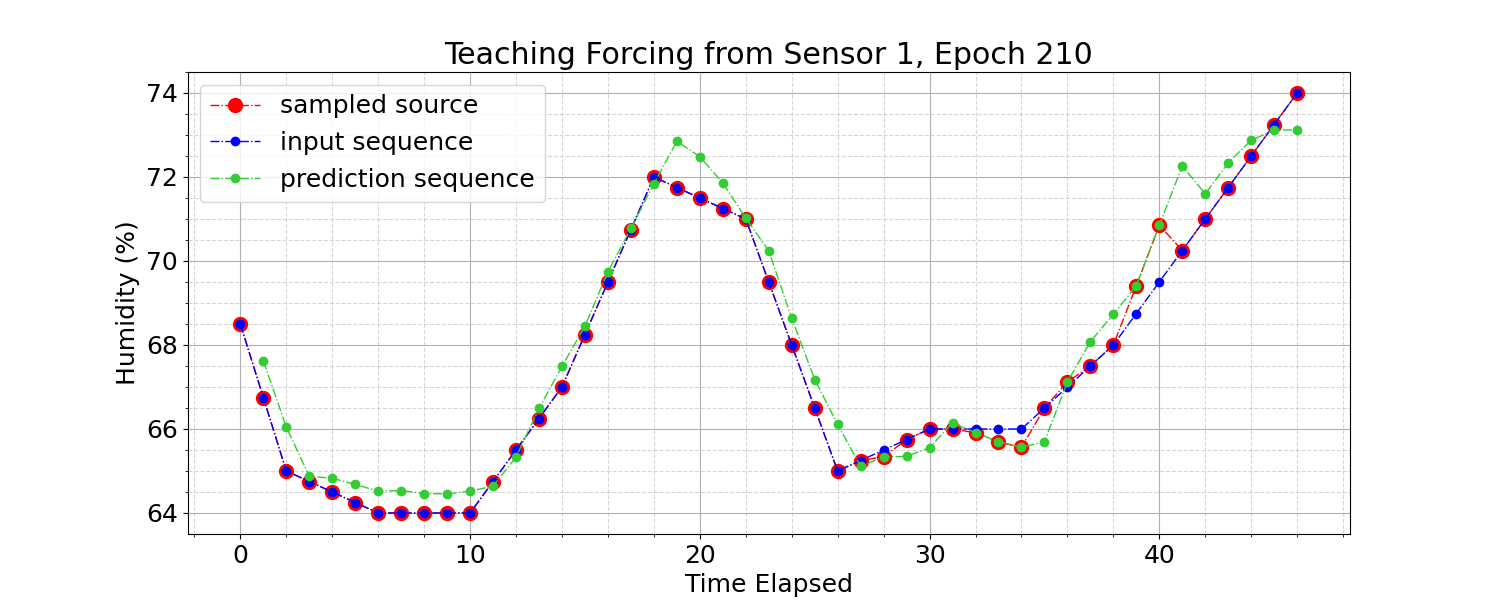 Teaching Forcing from Sensor 1, Epoch 210
sampled source
input sequence
prediction sequence
Humidity (%)
74
72
70
68
66
64
0 10 20 30 40
Time Elapsed